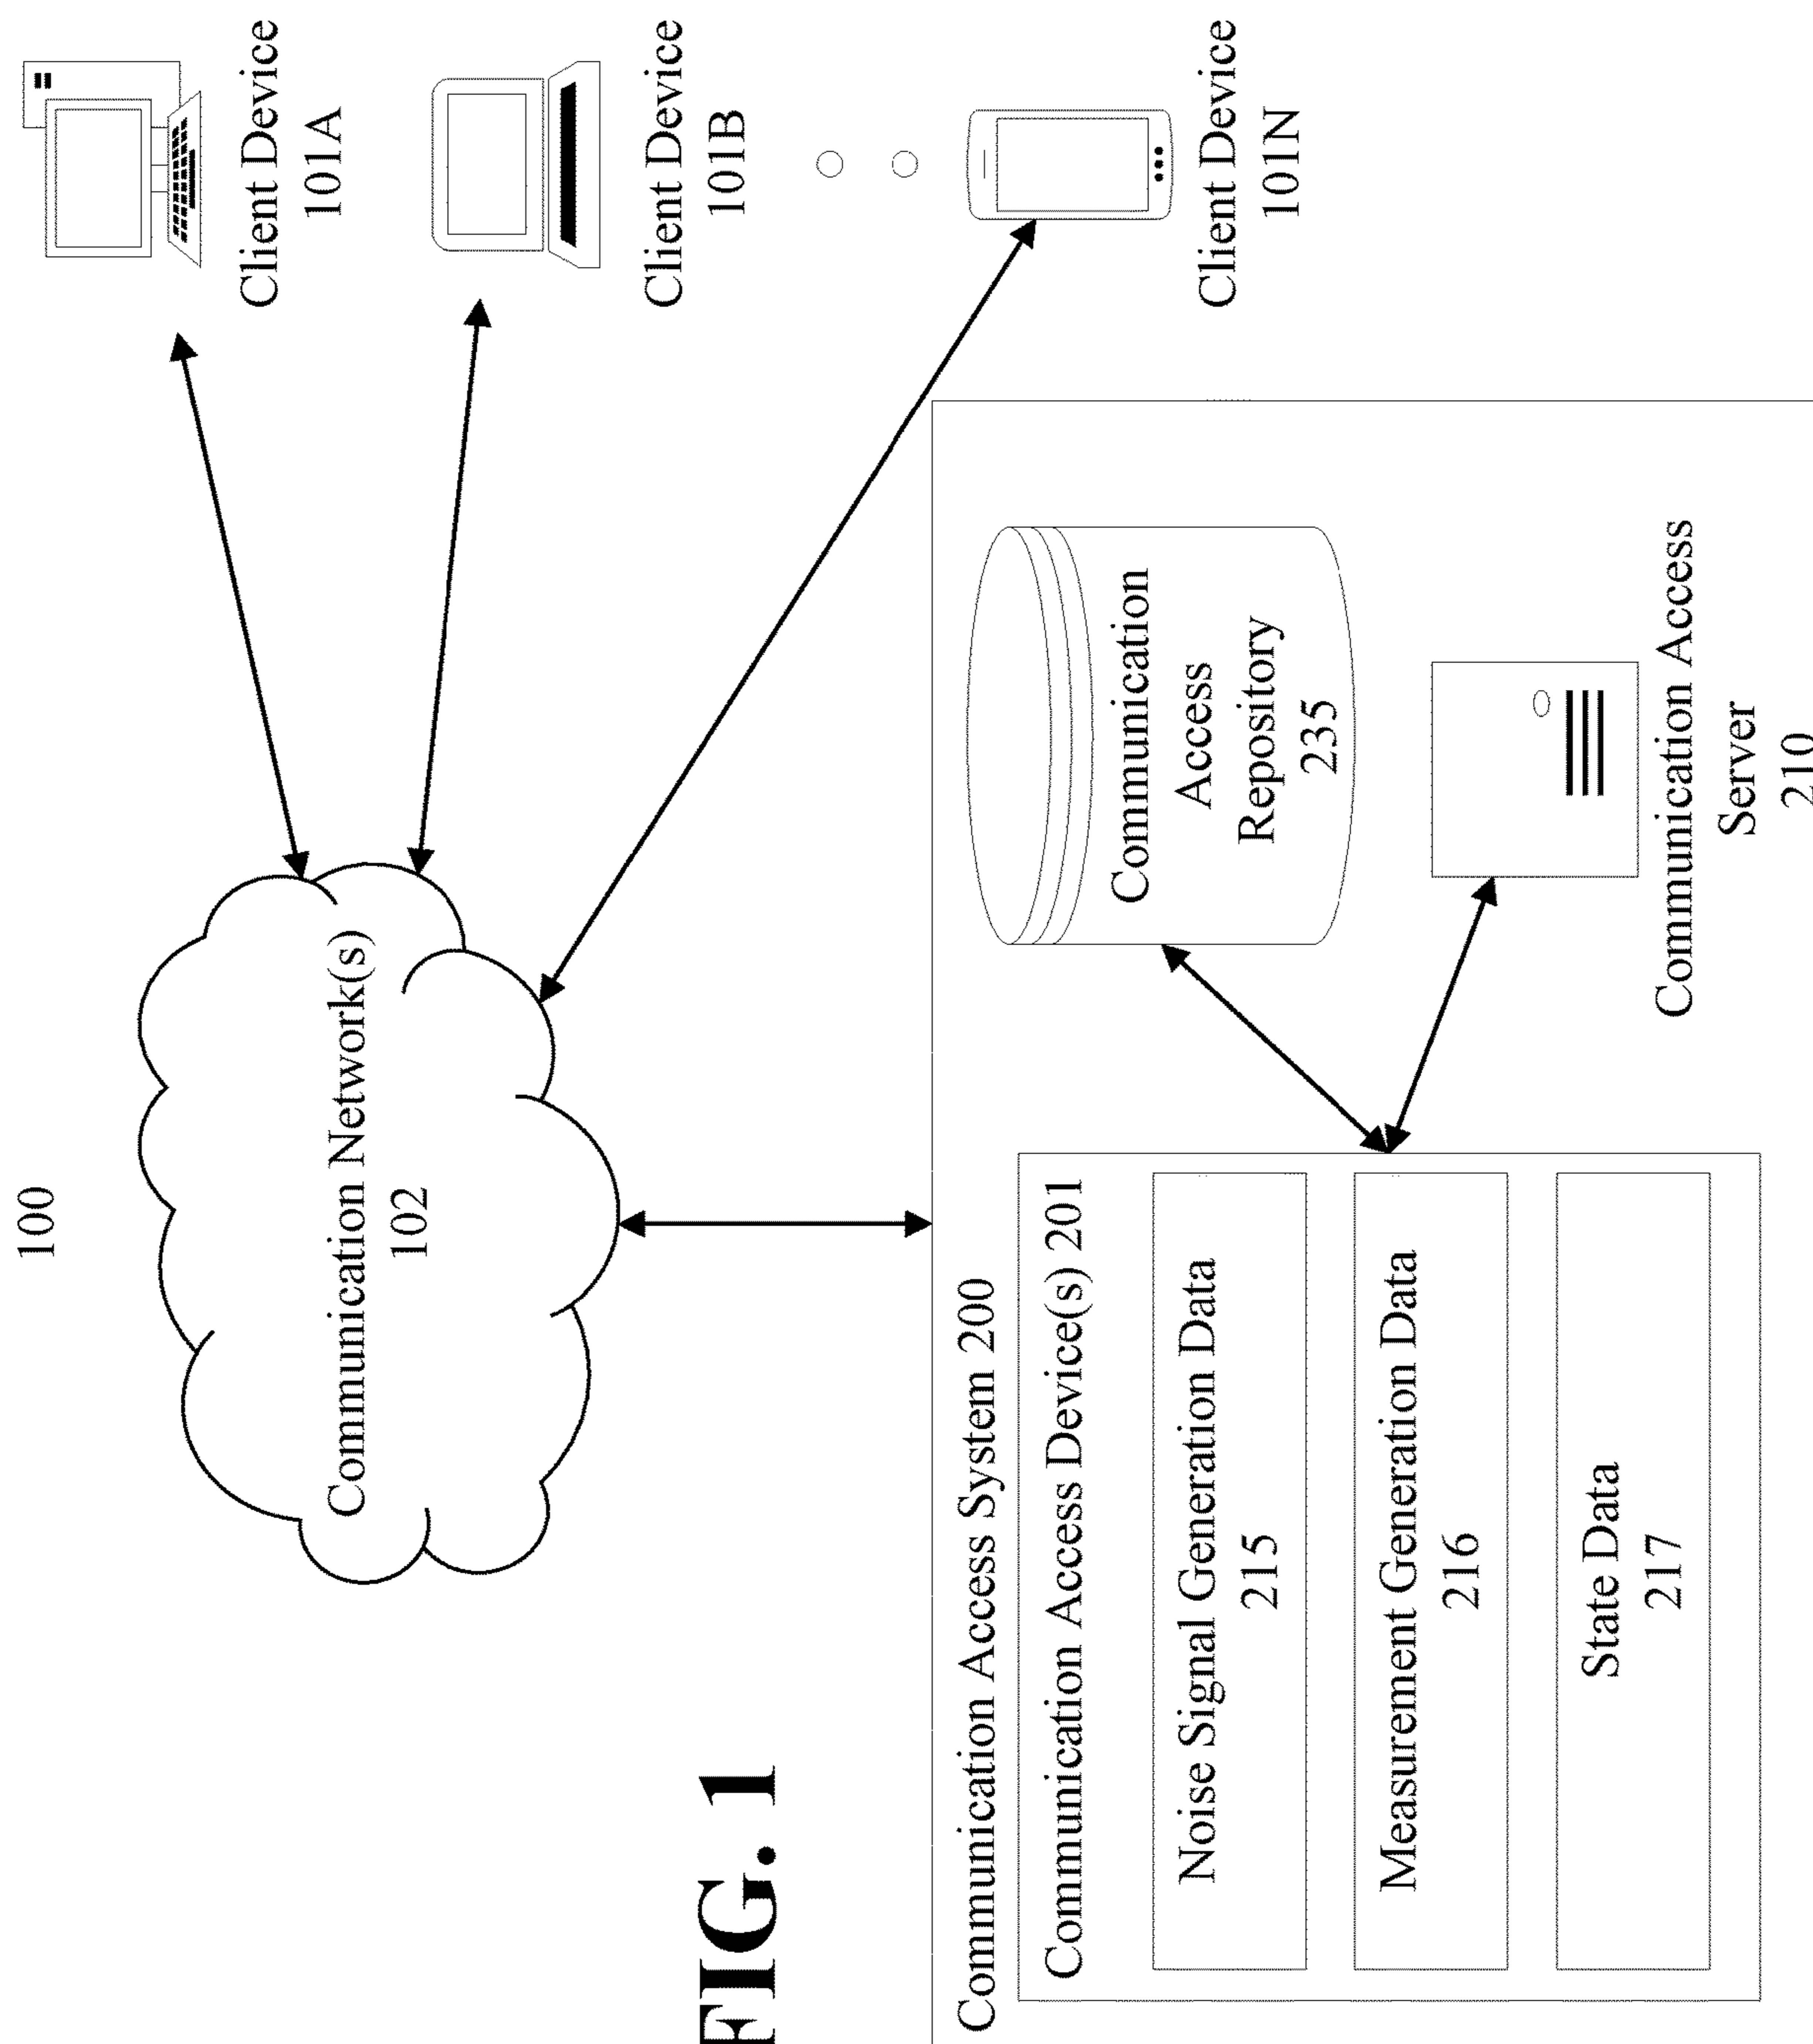 100
Communication Network(s)
102
Client Device
101A
Client Device
101B
Client Device
101N
FIG. 1
Communication Access System 200
Communication Access Device(s) 201
Noise Signal Generation Data
215
Measurement Generation Data
216
State Data
217
Communication
Access
Repository
235
Communication Access
Server
210